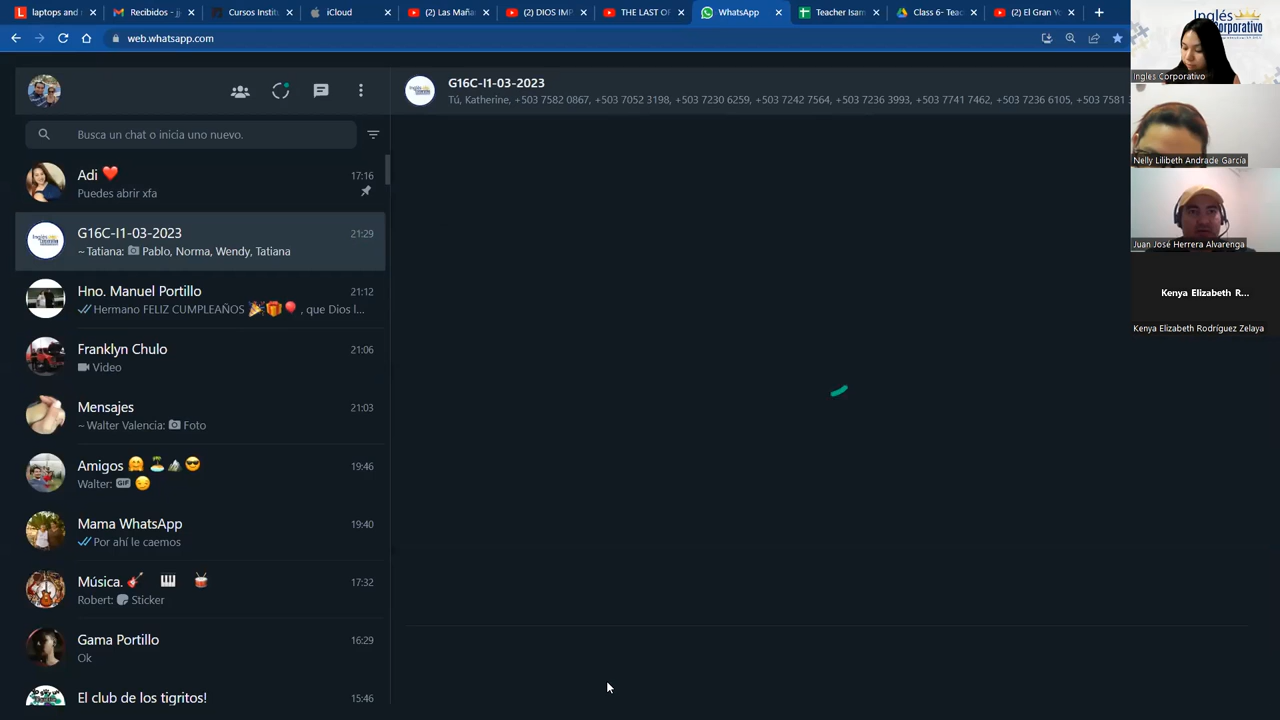 laptops and
Recibidos - j
Cursos Insti
iCloud
(2) Las Maña
(2) DIOS IMP
THE LAST OF
WhatsApp
Teacher Isam
Class 6- Teac
(2) El Gran Yo
web.whatsapp.com
G16C-I1-03-2023
Tú, Katherine, +503 7582 0867, +503 7052 3198, +503 7230 6259, +503 7242 7564, +503 7236 3993, +503 7741 7462, +503 7236 6105, +503 7581
Busca un chat o inicia uno nuevo.
Adi ❤️ 17:16
Puedes abrir xfa
G16C-I1-03-2023 21:29
~ Tatiana: 📷 Pablo, Norma, Wendy, Tatiana
Hno. Manuel Portillo 21:12
Hermano FELIZ CUMPLEAÑOS 🎉🎁🎈, que Dios l...
Franklyn Chulo 21:06
Video
Mensajes 21:03
~ Walter Valencia: 📷 Foto
Amigos 🤗 🏝️ 🏔️ 😎 19:46
Walter: GIF 😏
Mama WhatsApp 19:40
Por ahí le caemos
Música. 🎸 🎹 🥁 17:32
Robert: Sticker
Gama Portillo 16:29
Ok
El club de los tigritos! 15:46
Inglés
Corporativo
Ingles Corporativo
Nelly Lilibeth Andrade García
Juan José Herrera Alvarenga
Kenya Elizabeth R...
Kenya Elizabeth Rodríguez Zelaya